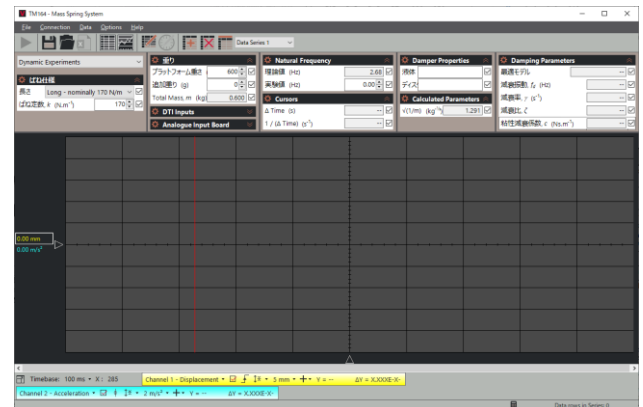 TM164 - Mass Spring System
File Connection Data Options Help
Data Series 1
Dynamic Experiments
ばね仕様
長さ Long - nominally 170 N/m
ばね定数, k (N.m⁻¹) 170
重り
プラットフォーム重さ 600
追加重り (g) 0
Total Mass, m (kg) 0.600
DTI Inputs
Analogue Input Board
Natural Frequency
理論値 (Hz) 2.68
実験値 (Hz) 0.00
Cursors
Δ Time (s) --
1 / (Δ Time) (s⁻¹) --
Damper Properties
液体
ディス
Calculated Parameters
√(1/m) (kg⁻½) 1.291
Damping Parameters
最適モデル --
減衰振動, (Hz) --
減衰率, γ (s⁻¹) --
減衰比, ζ --
粘性減衰係数, c (Ns.m⁻¹) --
0.00 mm
0.00 m/s²
Timebase: 100 ms • X : 265 Channel 1 - Displacement • 5 mm • Y = -- ΔY = X.XXXE-X-
Channel 2 - Acceleration • 2 m/s² • Y = -- ΔY = X.XXXE-X-
Data rows in Series: 0